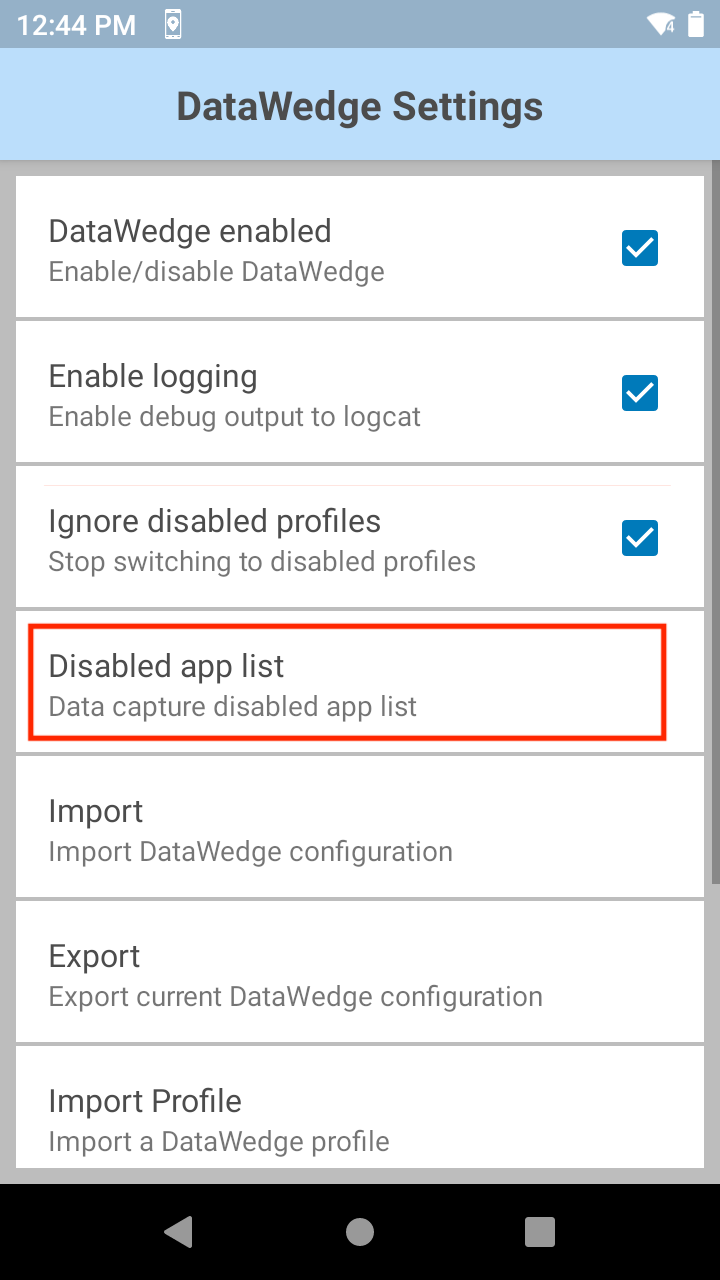 12:44 PM
4
DataWedge Settings
DataWedge enabled
Enable/disable DataWedge
Enable logging
Enable debug output to logcat
Ignore disabled profiles
Stop switching to disabled profiles
Disabled app list
Data capture disabled app list
Import
Import DataWedge configuration
Export
Export current DataWedge configuration
Import Profile
Import a DataWedge profile